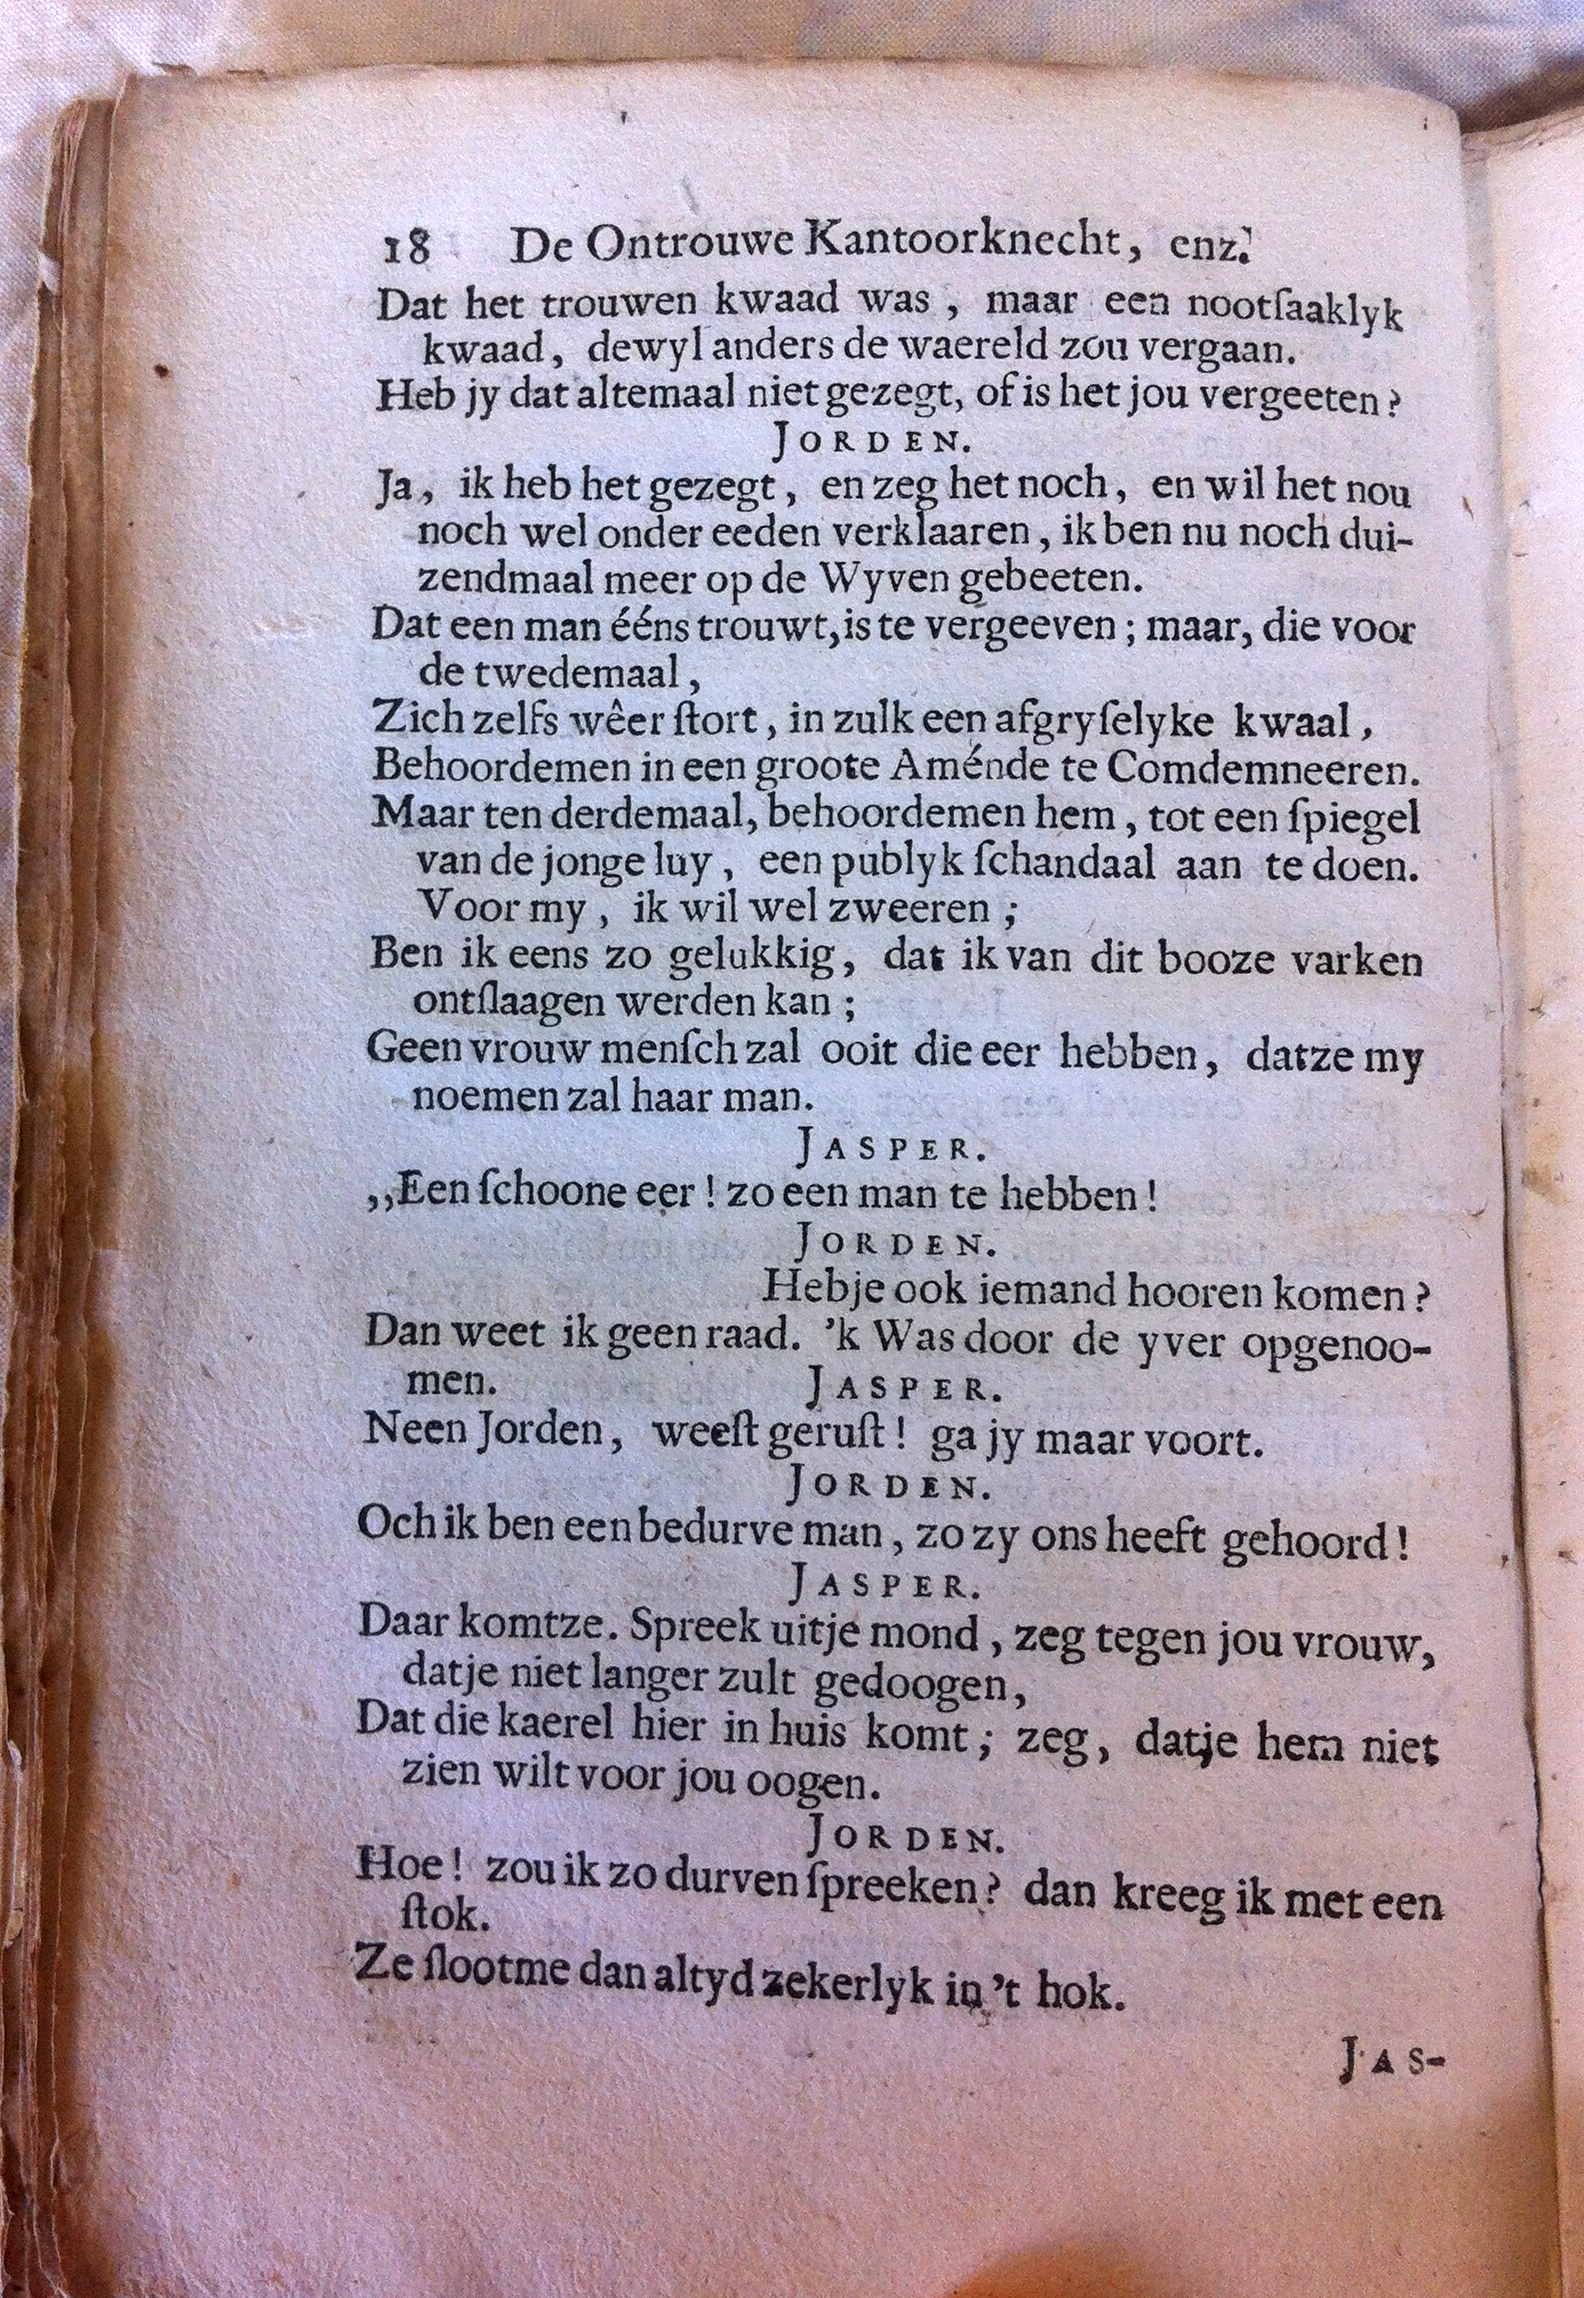 18 De Ontrouwe Kantoorknecht, enz.
Dat het trouwen kwaad was, maar een nootſaaklyk
kwaad, dewyl anders de waereld zou vergaan.
Heb jy dat altemaal niet gezegt, of is het jou vergeeten?
JORDEN.
Ja, ik heb het gezegt, en zeg het noch, en wil het nou
noch wel onder eeden verklaaren, ik ben nu noch dui-
zendmaal meer op de Wyven gebeeten.
Dat een man ééns trouwt, is te vergeeven; maar, die voor
de twedemaal,
Zich zelfs wêer ſtort, in zulk een afgryſelyke kwaal,
Behoordemen in een groote Aménde te Comdemneeren.
Maar ten derdemaal, behoordemen hem, tot een ſpiegel
van de jonge luy, een publyk ſchandaal aan te doen.
Voor my, ik wil wel zweeren;
Ben ik eens zo gelukkig, dat ik van dit booze varken
ontſlaagen werden kan;
Geen vrouw menſch zal ooit die eer hebben, datze my
noemen zal haar man.
JASPER.
,,Een ſchoone eer! zo een man te hebben!
JORDEN.
Hebje ook iemand hooren komen?
Dan weet ik geen raad. 'k Was door de yver opgenoo-
men. JASPER.
Neen Jorden, weeſt geruſt! ga jy maar voort.
JORDEN.
Och ik ben een bedurve man, zo zy ons heeft gehoord!
JASPER.
Daar komtze. Spreek uitje mond, zeg tegen jou vrouw,
datje niet langer zult gedoogen,
Dat die kaerel hier in huis komt; zeg, datje hem niet
zien wilt voor jou oogen.
JORDEN.
Hoe! zou ik zo durven ſpreeken? dan kreeg ik met een
ſtok.
Ze ſlootme dan altyd zekerlyk in 't hok.
JAS-